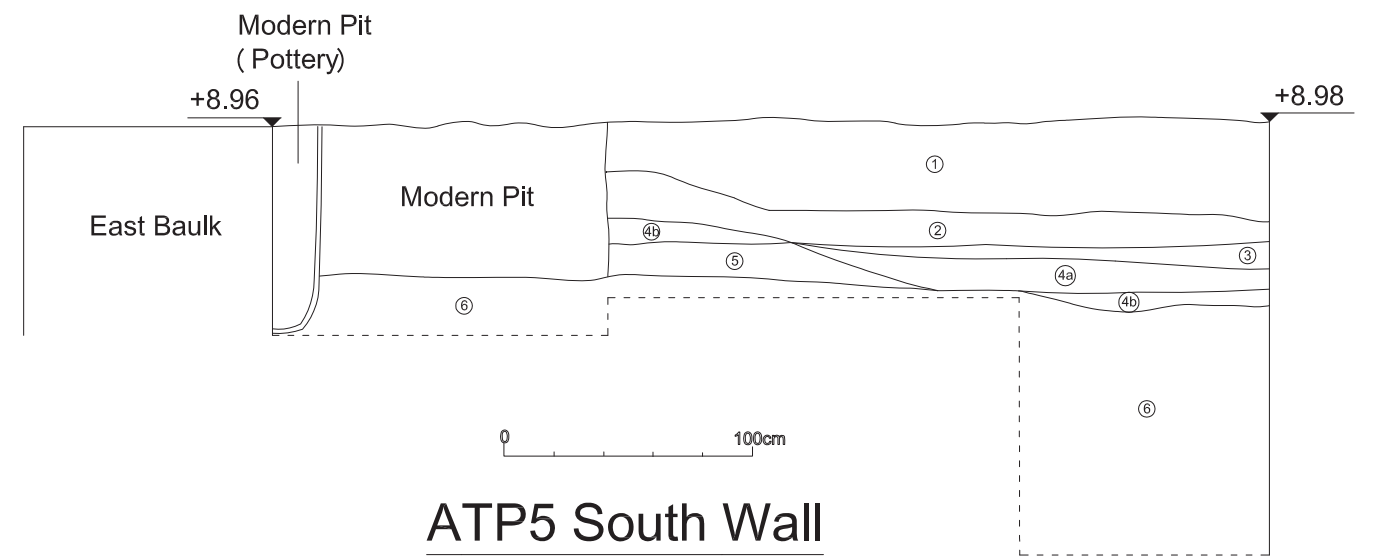 Modern Pit
( Pottery)
+8.96
+8.98
1
Modern Pit
East Baulk
4b
2
5
3
4a
6
4b
6
0 100cm
ATP5 South Wall